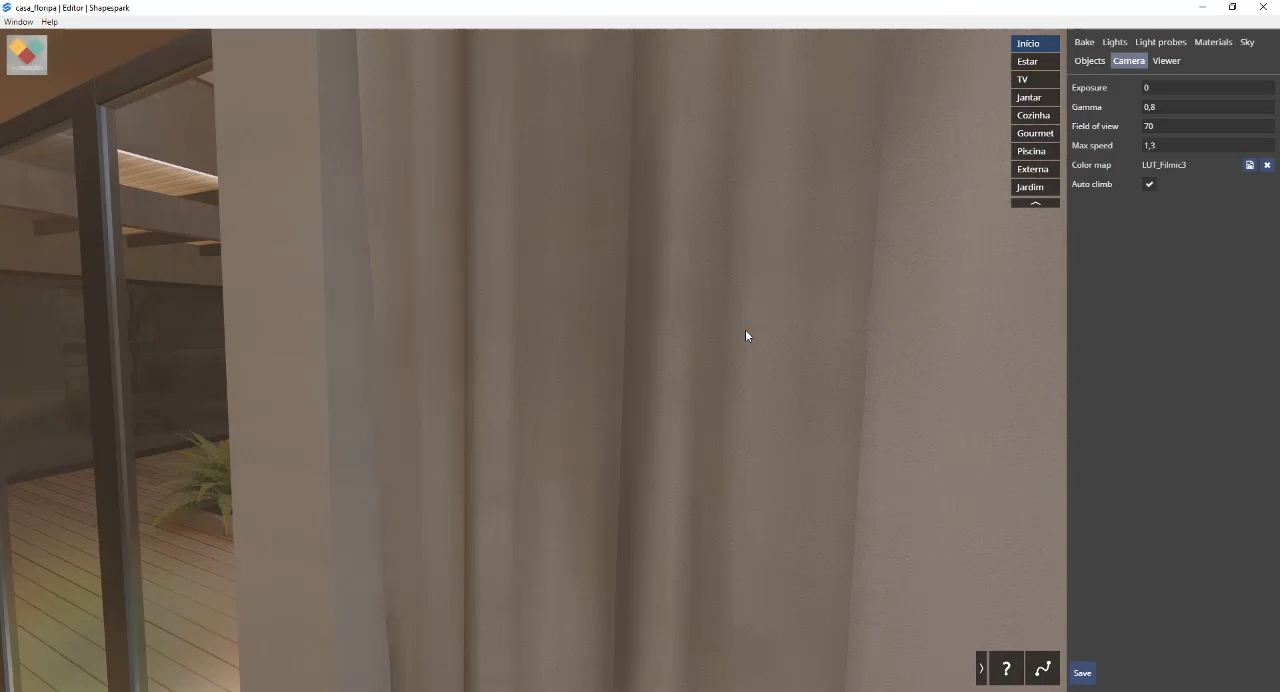 casa_floripa | Editor | Shapespark
Window Help
Início
Estar
TV
Jantar
Cozinha
Gourmet
Piscina
Externa
Jardim
Bake Lights Light probes Materials Sky
Objects Camera Viewer
Exposure 0
Gamma 0,8
Field of view 70
Max speed 1,3
Color map LUT_Filmic3
Auto climb
?
Save